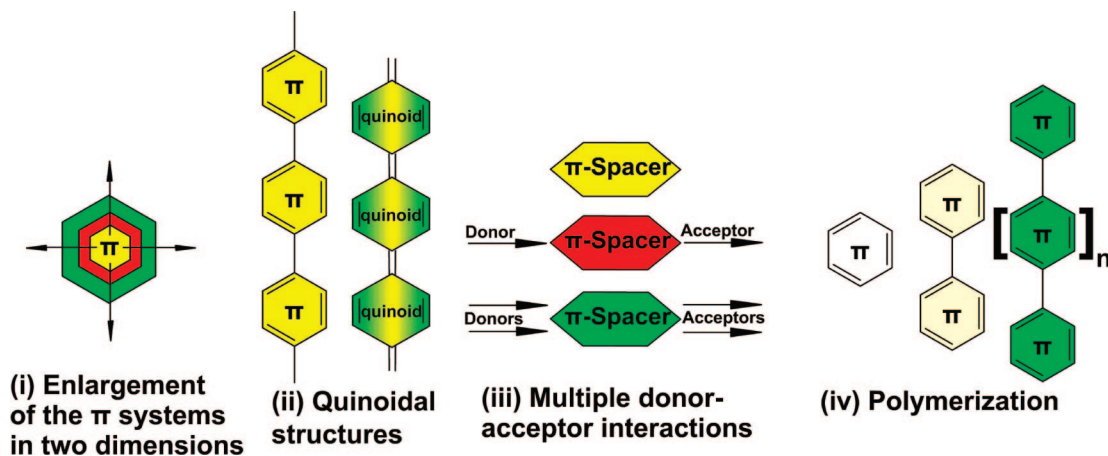 π
(i) Enlargement
of the π systems
in two dimensions
π
π
π
quinoid
quinoid
quinoid
(ii) Quinoidal
structures
π-Spacer
Donor
π-Spacer
Acceptor
Donors
π-Spacer
Acceptors
(iii) Multiple donor-
acceptor interactions
π
π
π
π
[ π ]n
π
(iv) Polymerization